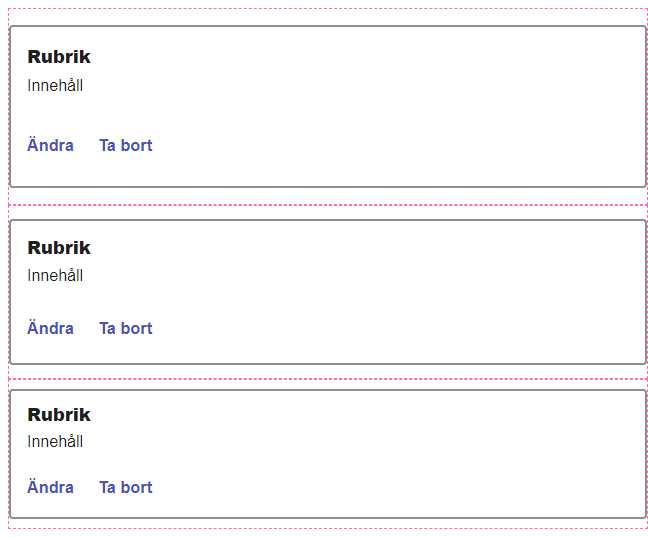 Rubrik
Innehåll
Ändra Ta bort
Rubrik
Innehåll
Ändra Ta bort
Rubrik
Innehåll
Ändra Ta bort